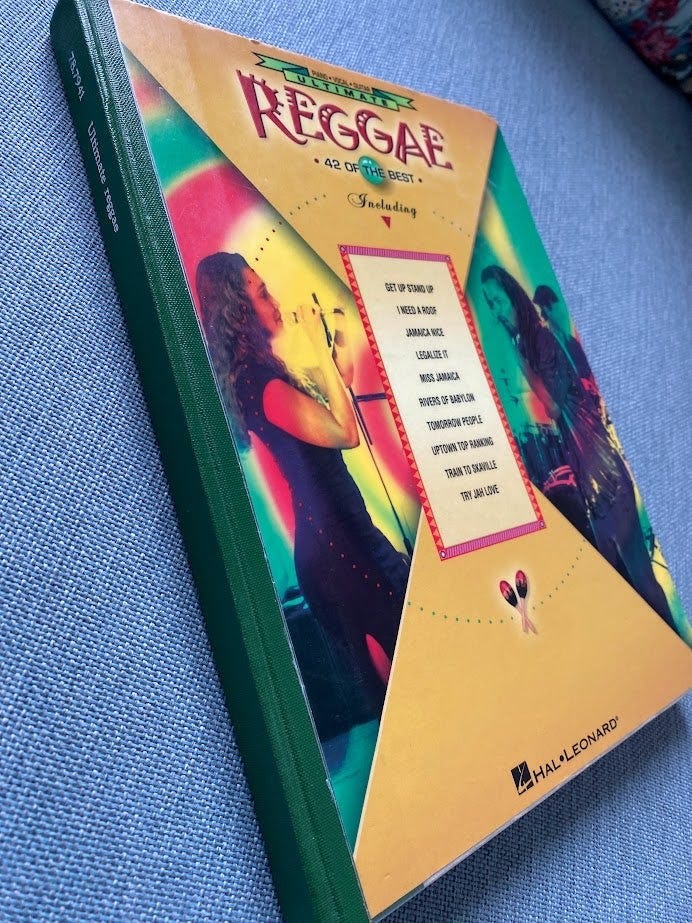 78.7941
Ultimate reggae
PIANO • VOCAL • GUITAR
ULTIMATE
REGGAE
• 42 OF THE BEST •
Including
GET UP STAND UP
I NEED A ROOF
JAMAICA NICE
LEGALIZE IT
MISS JAMAICA
RIVERS OF BABYLON
TOMORROW PEOPLE
UPTOWN TOP RANKING
TRAIN TO SKAVILLE
TRY JAH LOVE
HAL•LEONARD®